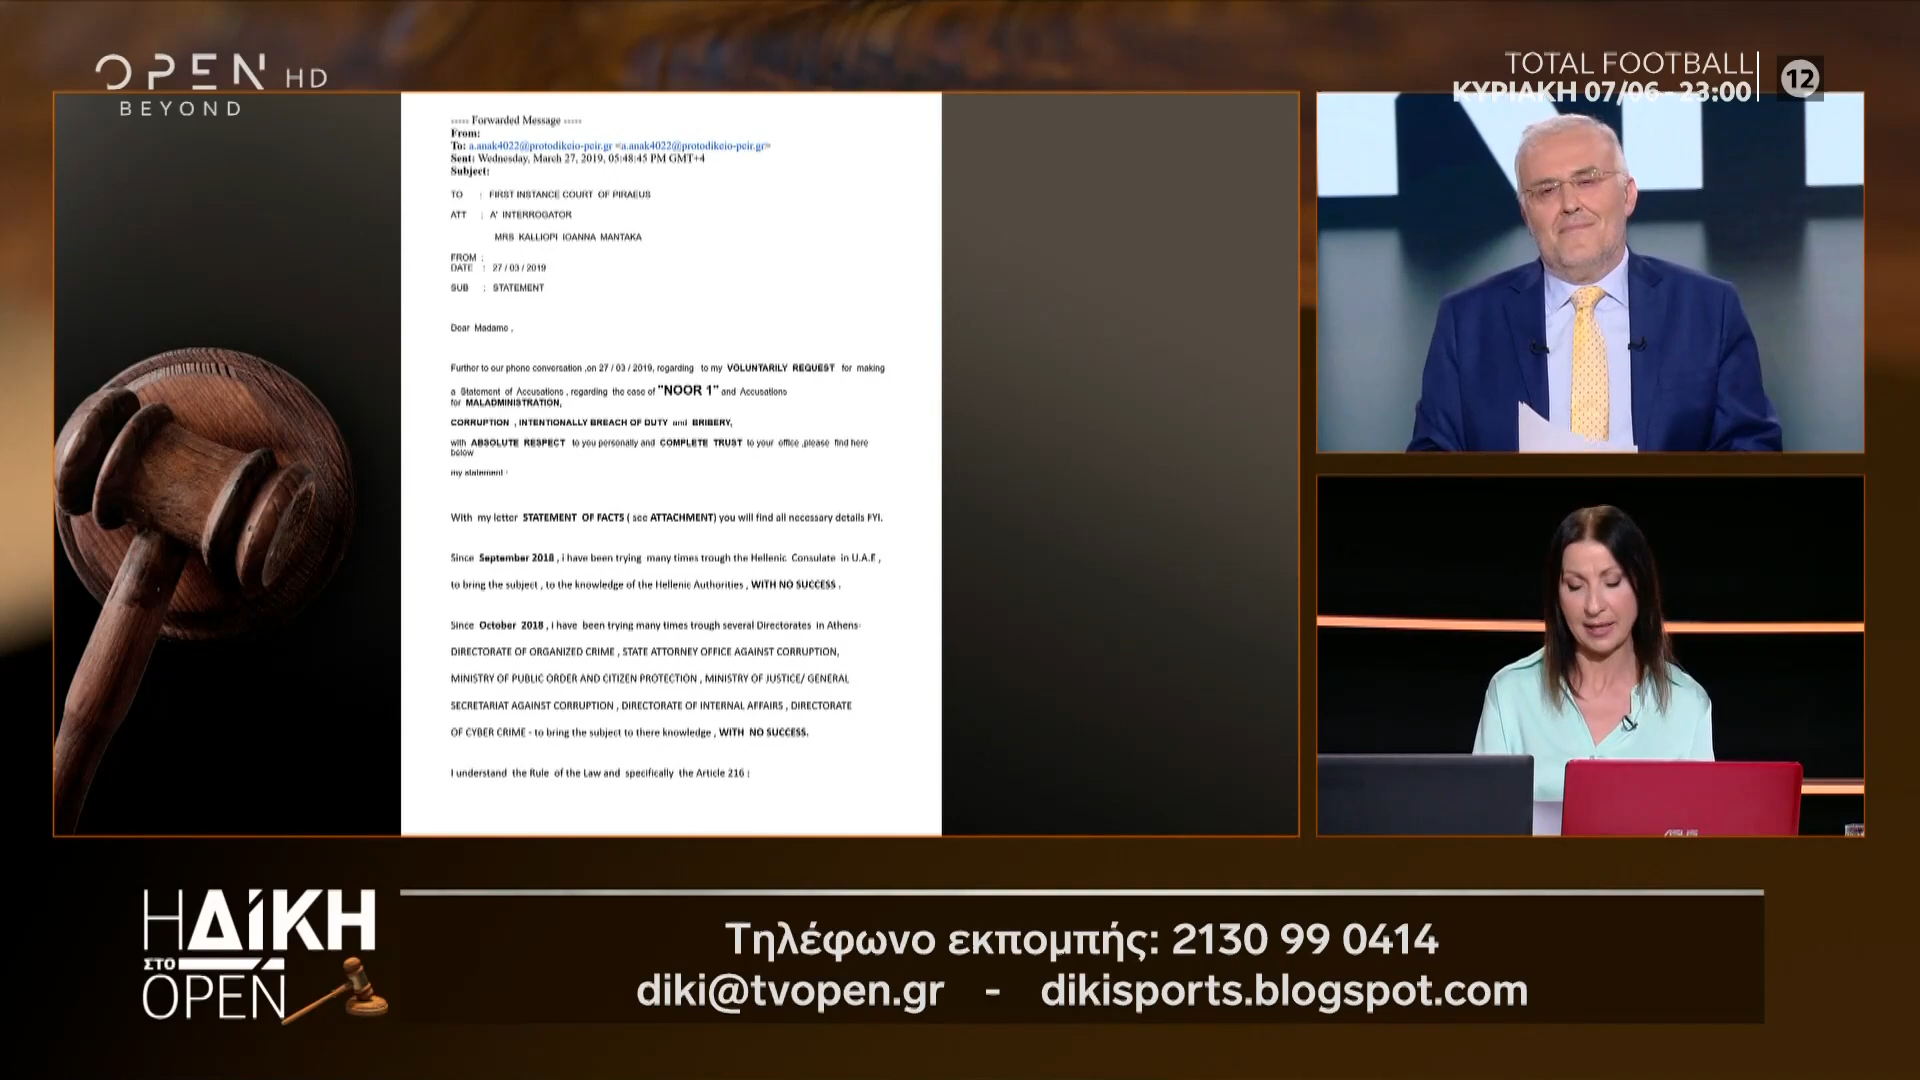 OPEN HD
BEYOND
TOTAL FOOTBALL
ΚΥΡΙΑΚΗ 07/06 - 23:00
12
----- Forwarded Message -----
From:
To: a.anak4022@protodikeio-peir.gr <a.anak4022@protodikeio-peir.gr>
Sent: Wednesday, March 27, 2019, 05:48:45 PM GMT+4
Subject:
TO : FIRST INSTANCE COURT OF PIRAEUS
ATT : A' INTERROGATOR
MRS KALLIOPI IOANNA MANTAKA
FROM :
DATE : 27 / 03 / 2019
SUB : STATEMENT
Dear Madame ,
Further to our phone conversation ,on 27 / 03 / 2019, regarding to my VOLUNTARILY REQUEST for making
a Statement of Accusations , regarding the case of "NOOR 1" and Accusations
for MALADMINISTRATION,
CORRUPTION , INTENTIONALLY BREACH OF DUTY and BRIBERY,
with ABSOLUTE RESPECT to you personally and COMPLETE TRUST to your office ,please find here
below
my statement :
With my letter STATEMENT OF FACTS ( see ATTACHMENT) you will find all necessary details FYI.
Since September 2018 , i have been trying many times trough the Hellenic Consulate in U.A.E ,
to bring the subject , to the knowledge of the Hellenic Authorities , WITH NO SUCCESS .
Since October 2018 , i have been trying many times trough several Directorates in Athens-
DIRECTORATE OF ORGANIZED CRIME , STATE ATTORNEY OFFICE AGAINST CORRUPTION,
MINISTRY OF PUBLIC ORDER AND CITIZEN PROTECTION , MINISTRY OF JUSTICE/ GENERAL
SECRETARIAT AGAINST CORRUPTION , DIRECTORATE OF INTERNAL AFFAIRS , DIRECTORATE
OF CYBER CRIME - to bring the subject to there knowledge , WITH NO SUCCESS.
I understand the Rule of the Law and specifically the Article 216 :
ASUS
Η ΔΙΚΗ
ΣΤΟ
OPEN
Τηλέφωνο εκπομπής: 2130 99 0414
diki@tvopen.gr - dikisports.blogspot.com